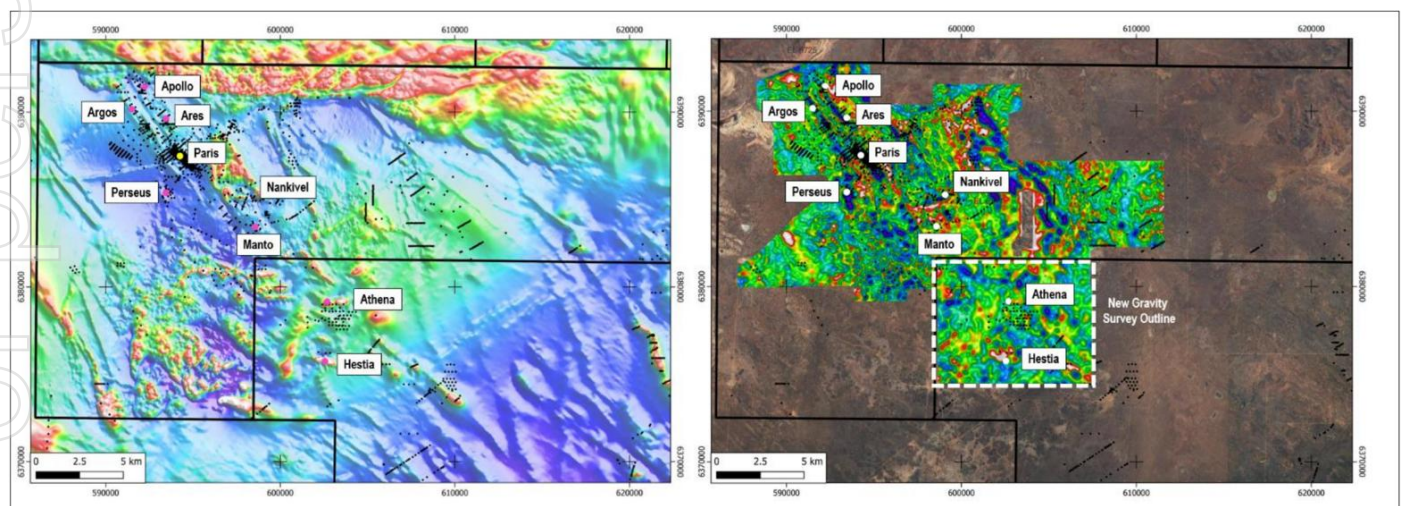 590000 600000 610000 620000
590000 600000 610000 620000
Apollo
Argos
Ares
Paris
Perseus
Nankivel
Manto
Athena
Hestia
6390000
6380000
6370000
0 2.5 5 km
590000 600000 610000 620000
Apollo
Argos
Ares
Paris
Perseus
Nankivel
Manto
Athena
Hestia
New Gravity
Survey Outline
6390000
6380000
6370000
0 2.5 5 km
590000 600000 610000 620000